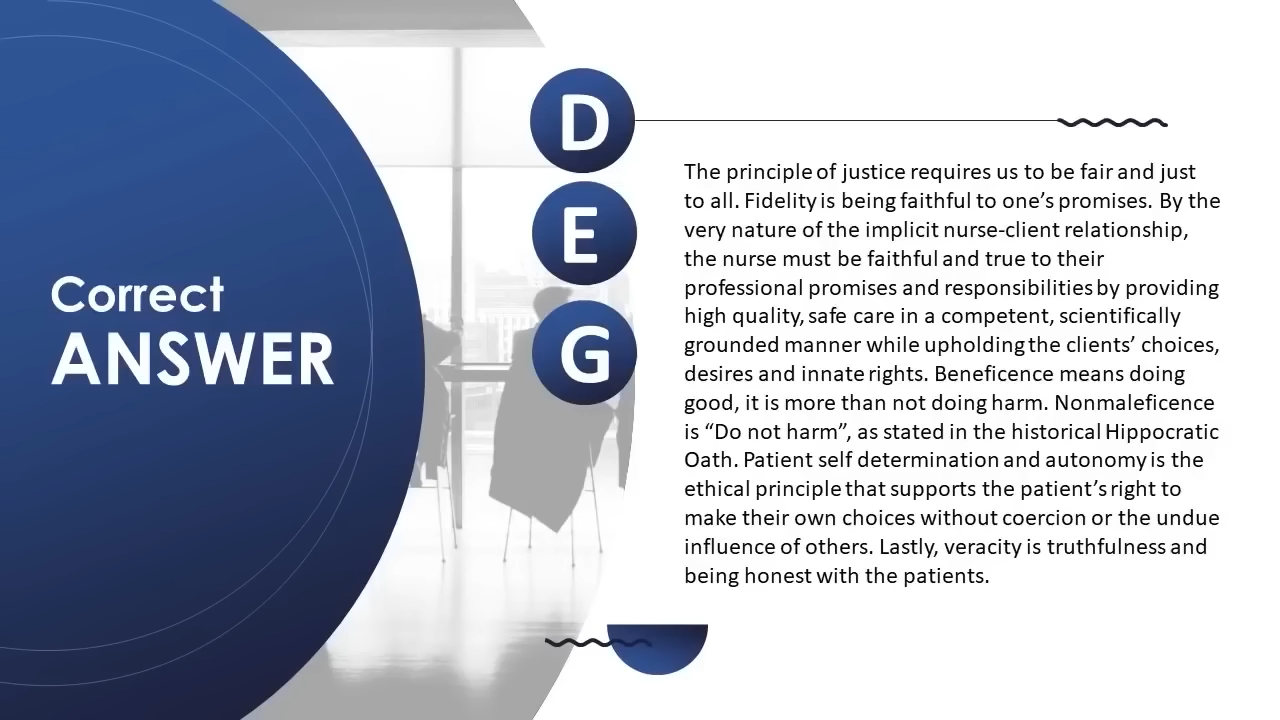 Correct
ANSWER
D
E
G
The principle of justice requires us to be fair and just
to all. Fidelity is being faithful to one’s promises. By the
very nature of the implicit nurse-client relationship,
the nurse must be faithful and true to their
professional promises and responsibilities by providing
high quality, safe care in a competent, scientifically
grounded manner while upholding the clients’ choices,
desires and innate rights. Beneficence means doing
good, it is more than not doing harm. Nonmaleficence
is “Do not harm”, as stated in the historical Hippocratic
Oath. Patient self determination and autonomy is the
ethical principle that supports the patient’s right to
make their own choices without coercion or the undue
influence of others. Lastly, veracity is truthfulness and
being honest with the patients.